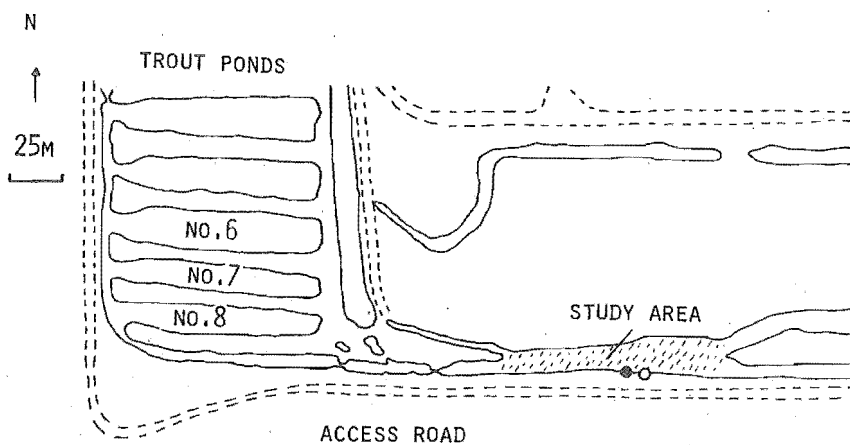 N
TROUT PONDS
25M
NO.6
NO.7
NO.8
STUDY AREA
ACCESS ROAD